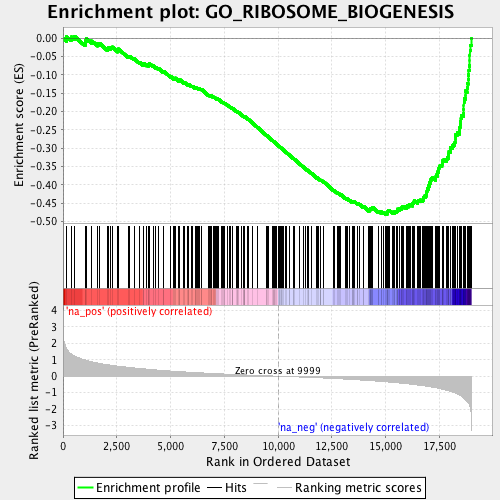 Enrichment plot: GO_RIBOSOME_BIOGENESIS
Enrichment score (ES)
0.00
-0.05
-0.10
-0.15
-0.20
-0.25
-0.30
-0.35
-0.40
-0.45
-0.50
'na_pos' (positively correlated)
Ranked list metric (PreRanked)
4
3
2
1
0
-1
-2
-3
Zero cross at 9999
'na_neg' (negatively correlated)
0
2,500
5,000
7,500
10,000
12,500
15,000
17,500
Rank in Ordered Dataset
Enrichment profile
Hits
Ranking metric scores